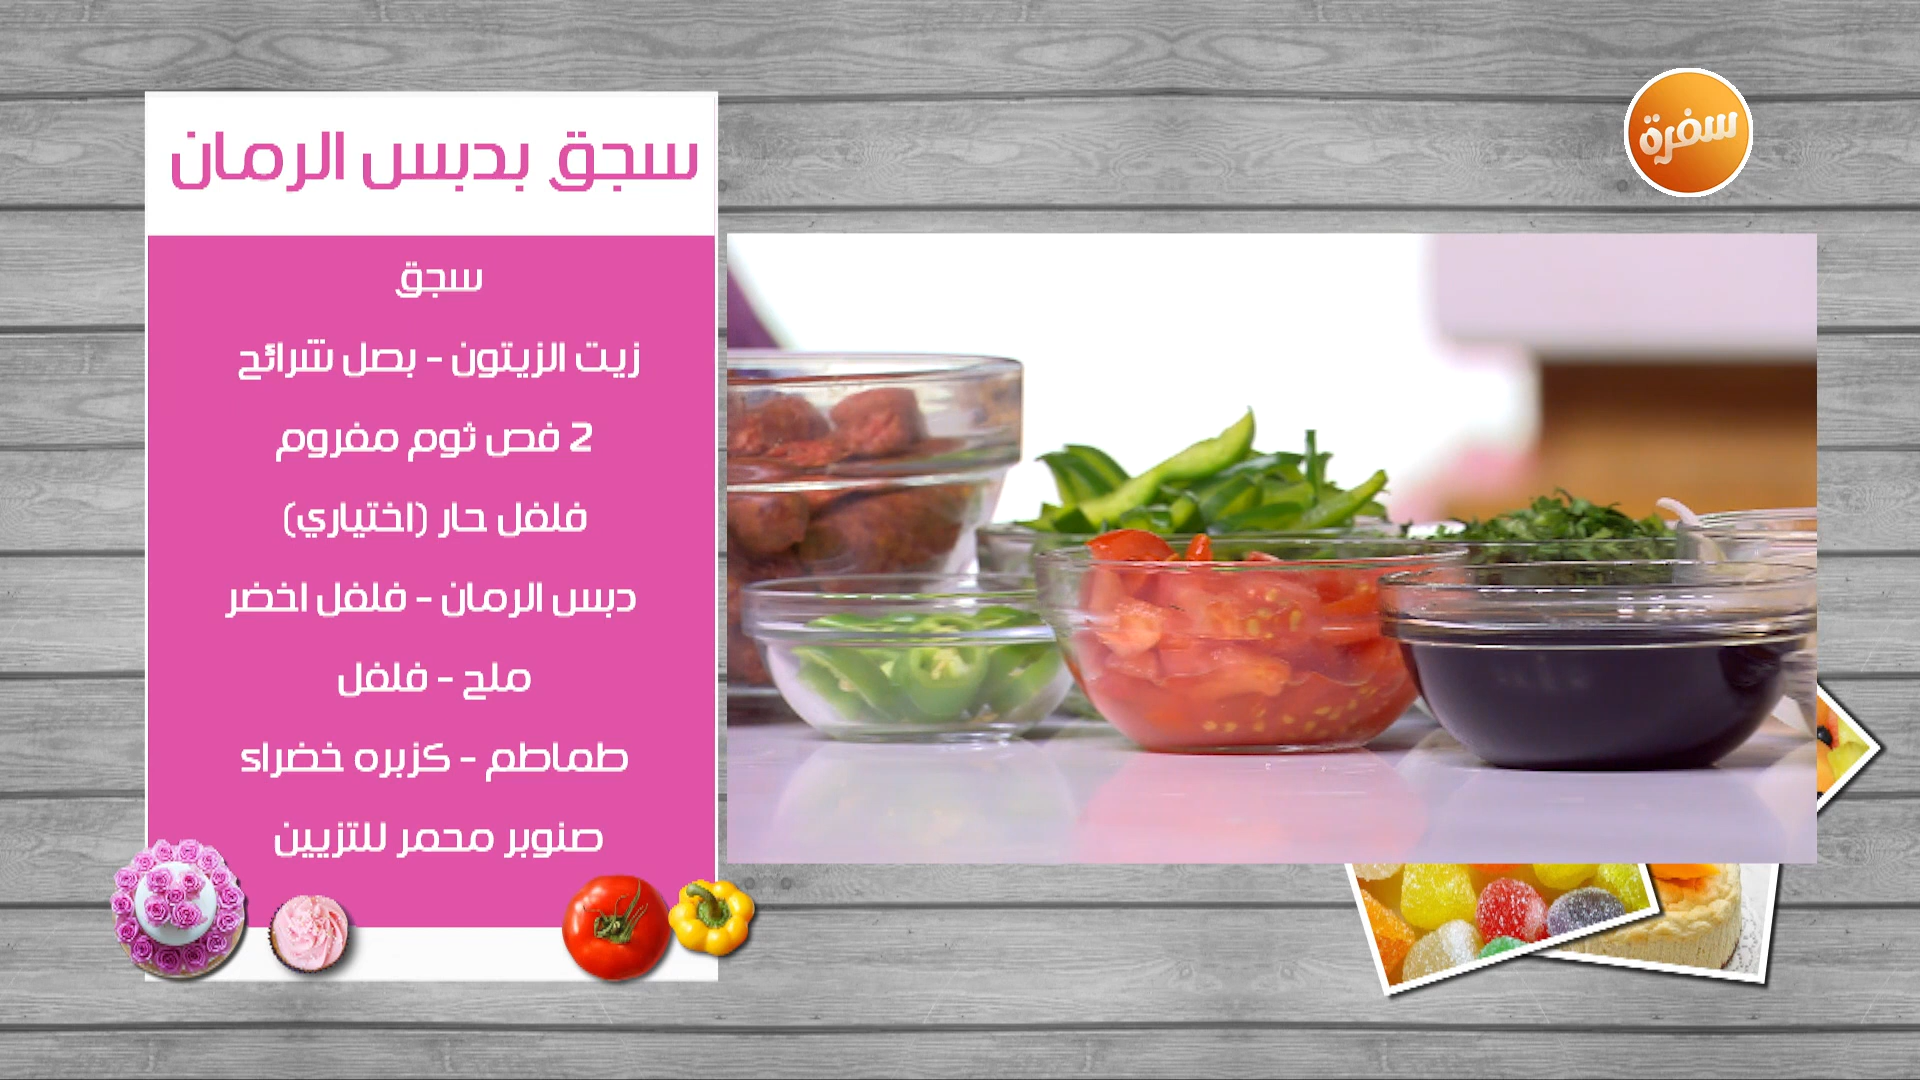 سجق بدبس الرمان
سفرة
سجق
زيت الزيتون - بصل شرائح
2 فص ثوم مفروم
فلفل حار (اختياري)
دبس الرمان - فلفل اخضر
ملح - فلفل
طماطم - كزبره خضراء
صنوبر محمر للتزيين